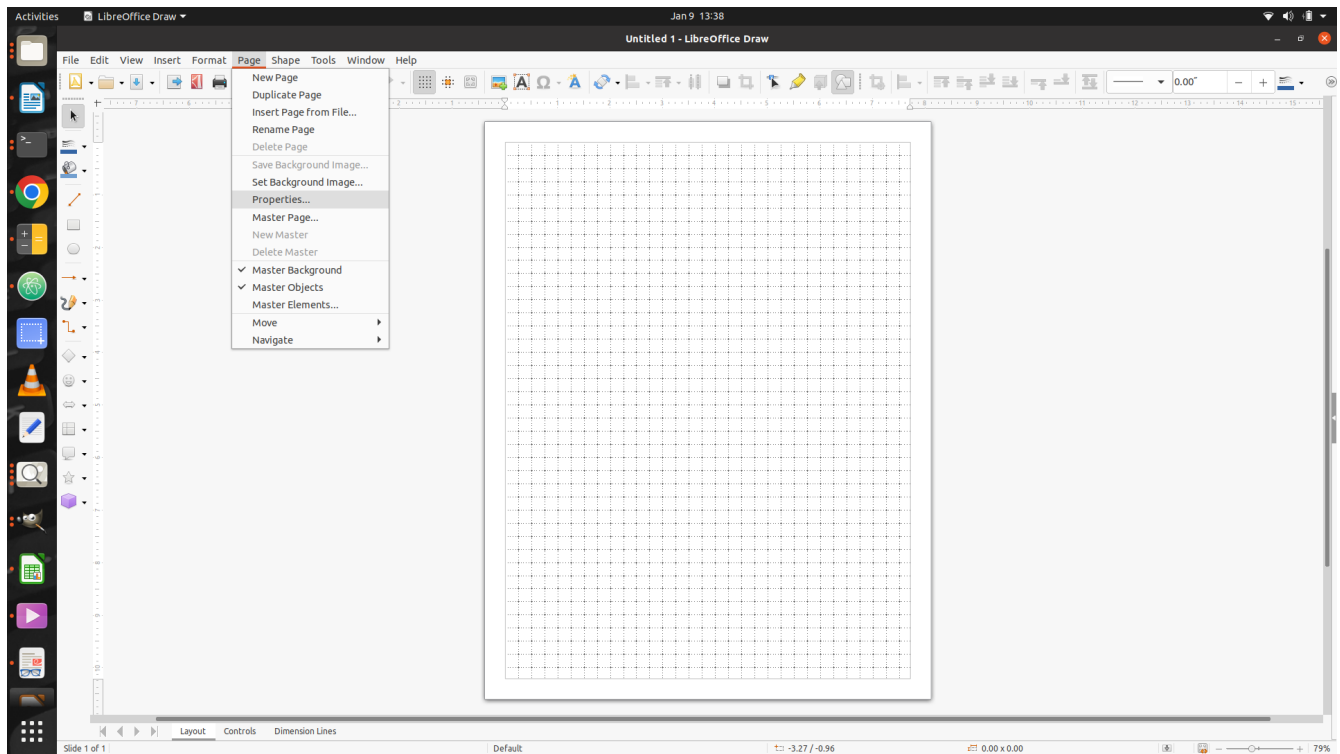 Activities LibreOffice Draw Jan 9 13:38
Untitled 1 - LibreOffice Draw
File Edit View Insert Format Page Shape Tools Window Help
New Page
Duplicate Page
Insert Page from File...
Rename Page
Delete Page
Save Background Image...
Set Background Image...
Properties...
Master Page...
New Master
Delete Master
Master Background
Master Objects
Master Elements...
Move
Navigate
0.00"
Layout Controls Dimension Lines
Slide 1 of 1 Default -3.27 / -0.96 0.00 x 0.00 79%